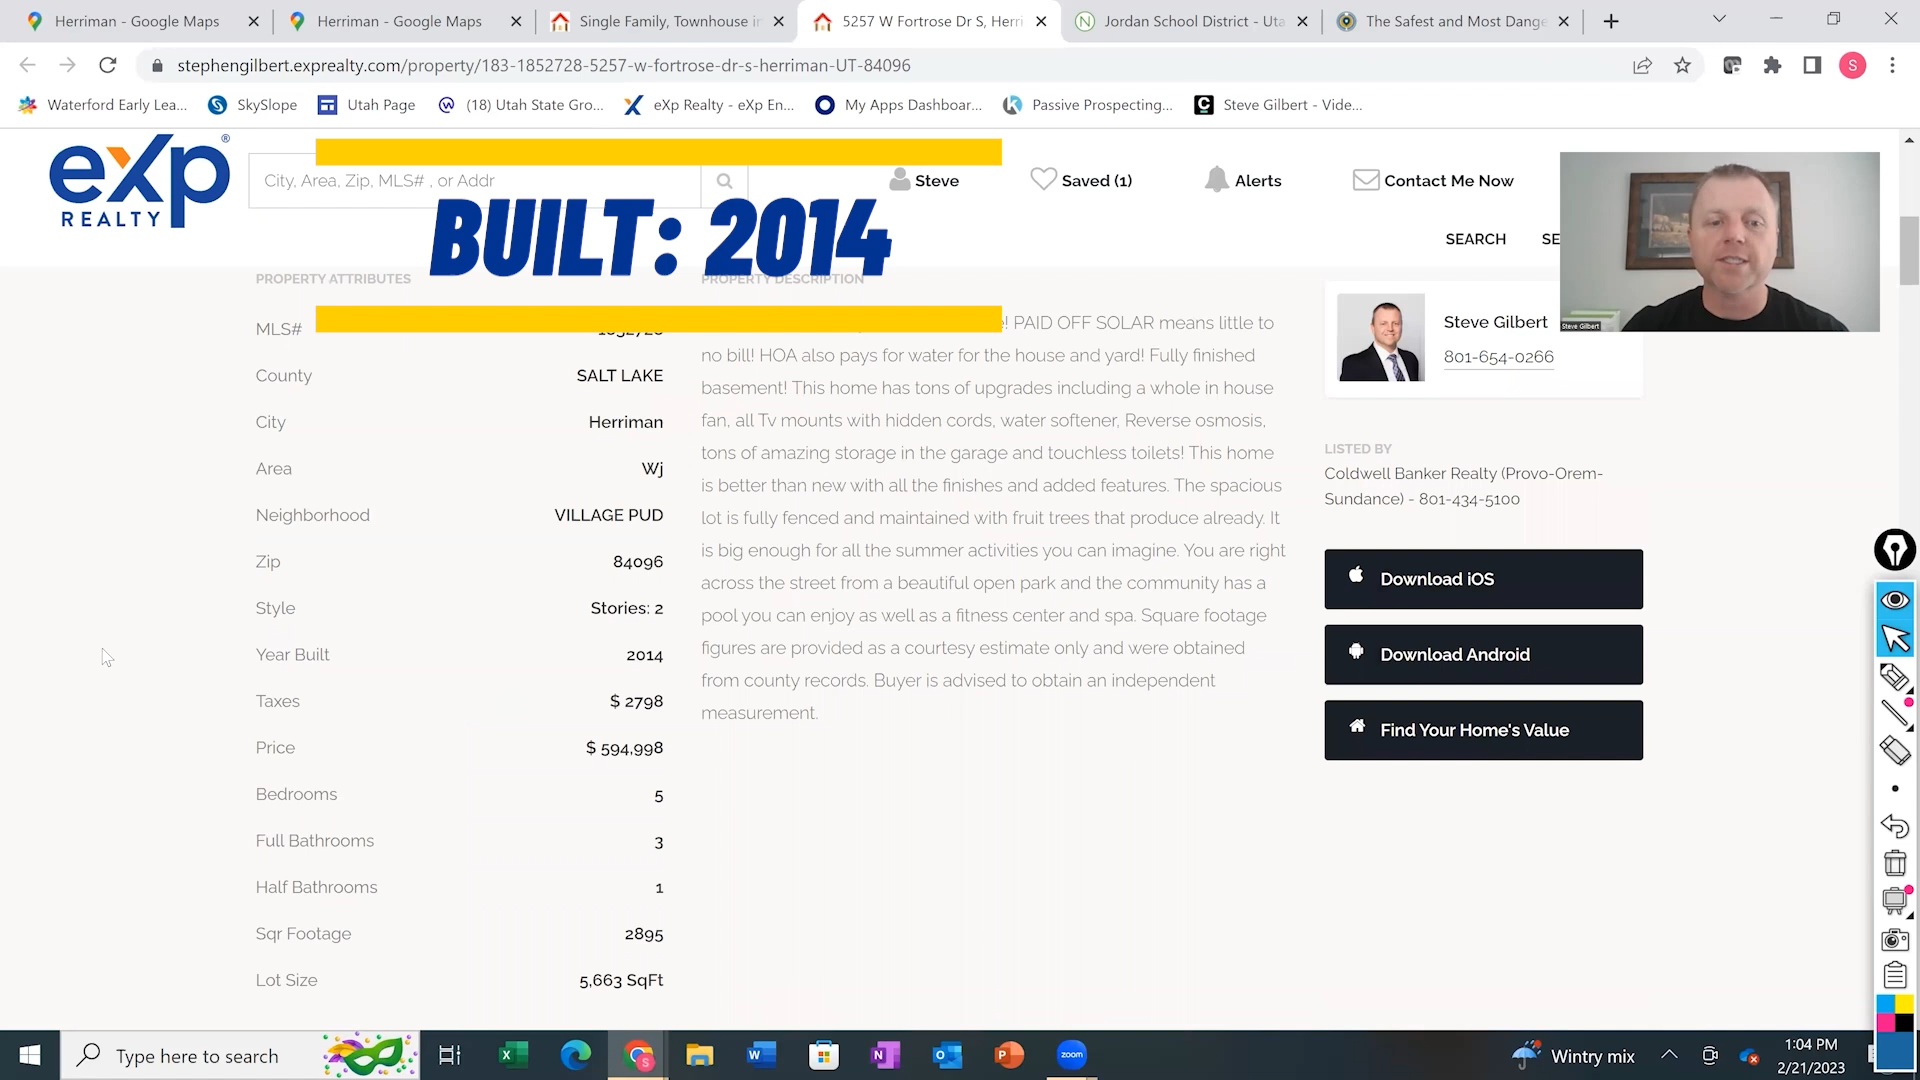 Herriman - Google Maps
Herriman - Google Maps
Single Family, Townhouse in
5257 W Fortrose Dr S, Herri
Jordan School District - Uta
The Safest and Most Dange
stephengilbert.exprealty.com/property/183-1852728-5257-w-fortrose-dr-s-herriman-UT-84096
S
Waterford Early Lea...
SkySlope
Utah Page
(18) Utah State Gro...
eXp Realty - eXp En...
My Apps Dashboar...
Passive Prospecting...
Steve Gilbert - Vide...
eXp®
REALTY
City, Area, Zip, MLS# , or Addr
Steve
Saved (1)
Alerts
Contact Me Now
SEARCH
SE
BUILT: 2014
PROPERTY ATTRIBUTES
MLS# 1852728
County SALT LAKE
City Herriman
Area Wj
Neighborhood VILLAGE PUD
Zip 84096
Style Stories: 2
Year Built 2014
Taxes $ 2798
Price $ 594,998
Bedrooms 5
Full Bathrooms 3
Half Bathrooms 1
Sqr Footage 2895
Lot Size 5,663 SqFt
PROPERTY DESCRIPTION
! PAID OFF SOLAR means little to
no bill! HOA also pays for water for the house and yard! Fully finished
basement! This home has tons of upgrades including a whole in house
fan, all Tv mounts with hidden cords, water softener, Reverse osmosis,
tons of amazing storage in the garage and touchless toilets! This home
is better than new with all the finishes and added features. The spacious
lot is fully fenced and maintained with fruit trees that produce already. It
is big enough for all the summer activities you can imagine. You are right
across the street from a beautiful open park and the community has a
pool you can enjoy as well as a fitness center and spa. Square footage
figures are provided as a courtesy estimate only and were obtained
from county records. Buyer is advised to obtain an independent
measurement.
Steve Gilbert
Steve Gilbert
801-654-0266
LISTED BY
Coldwell Banker Realty (Provo-Orem-
Sundance) - 801-434-5100
Download iOS
Download Android
Find Your Home's Value
Type here to search
zoom
Wintry mix
1:04 PM
2/21/2023